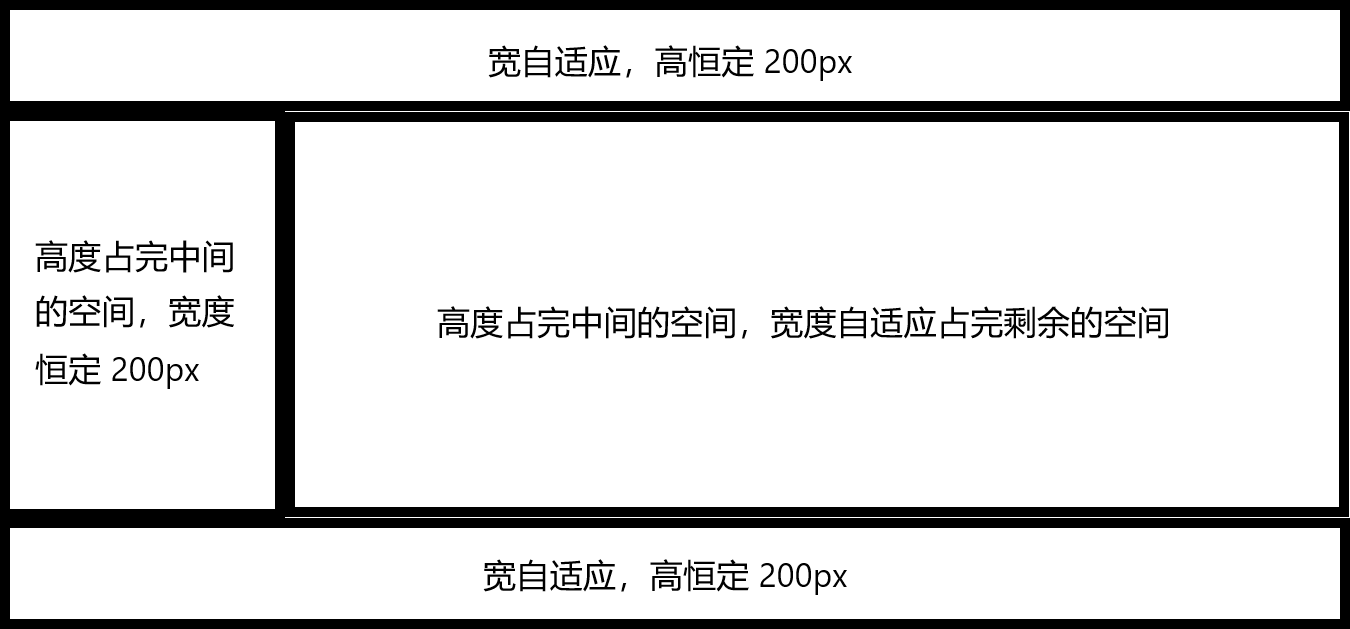 宽自适应，高恒定 200px
高度占完中间
的空间，宽度
恒定 200px
高度占完中间的空间，宽度自适应占完剩余的空间
宽自适应，高恒定 200px